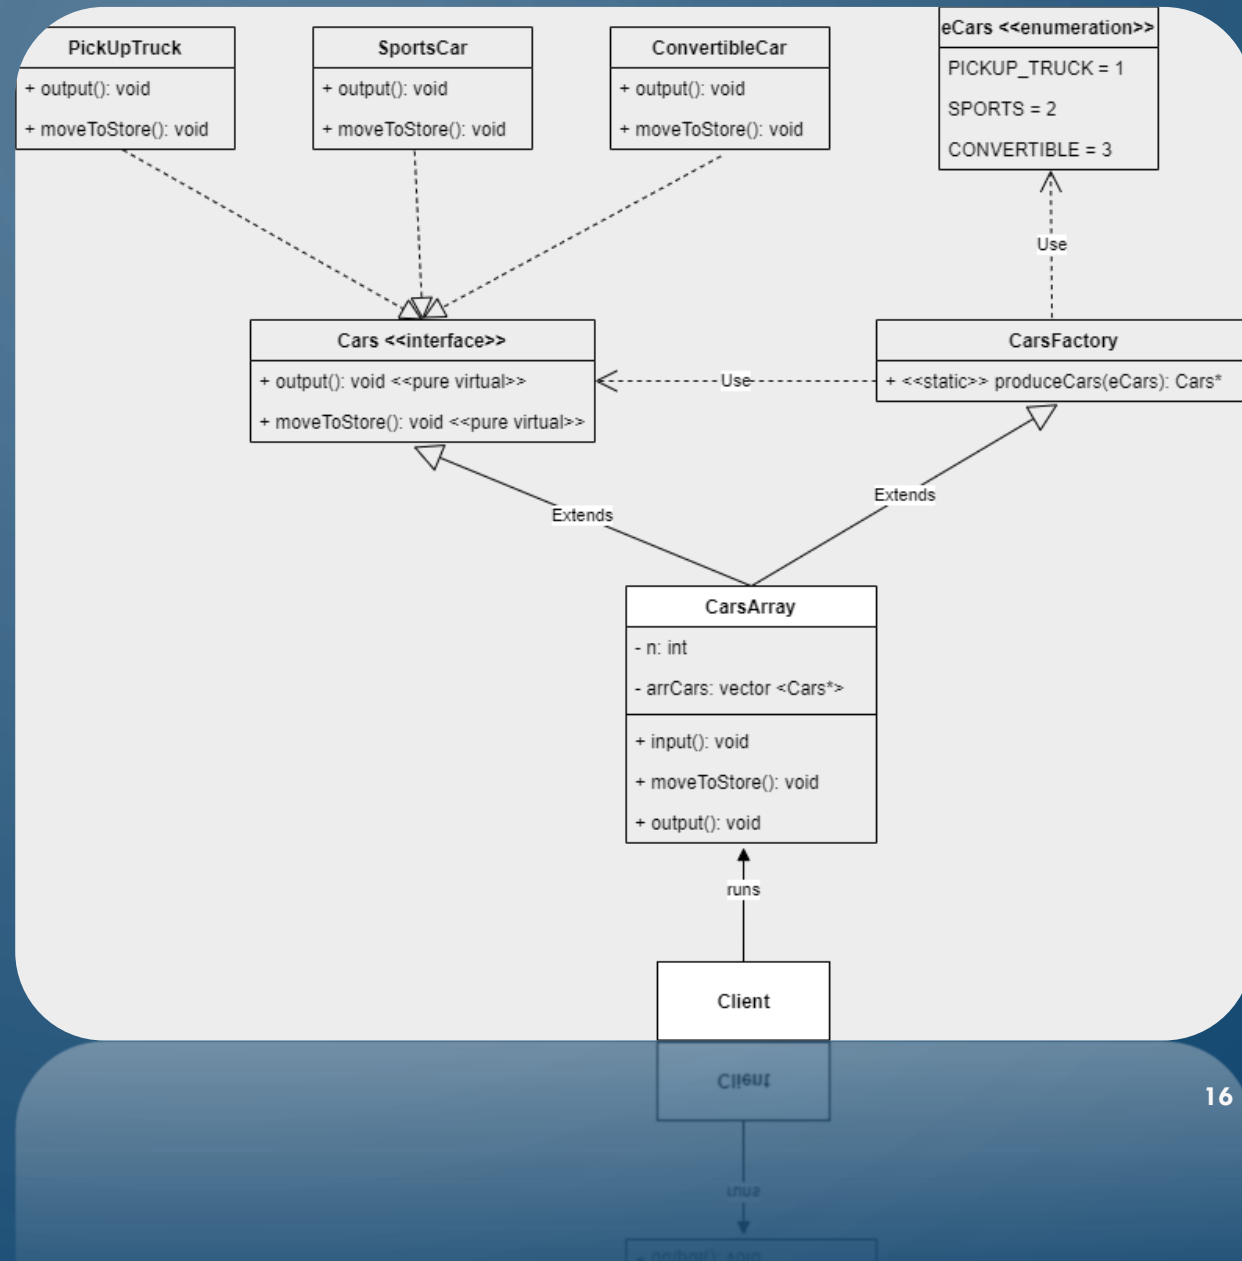 PickUpTruck
+ output(): void
+ moveToStore(): void
SportsCar
+ output(): void
+ moveToStore(): void
ConvertibleCar
+ output(): void
+ moveToStore(): void
eCars <<enumeration>>
PICKUP_TRUCK = 1
SPORTS = 2
CONVERTIBLE = 3
Use
Cars <<interface>>
+ output(): void <<pure virtual>>
+ moveToStore(): void <<pure virtual>>
Use
CarsFactory
+ <<static>> produceCars(eCars): Cars*
Extends
Extends
CarsArray
- n: int
- arrCars: vector <Cars*>
+ input(): void
+ moveToStore(): void
+ output(): void
runs
Client
16